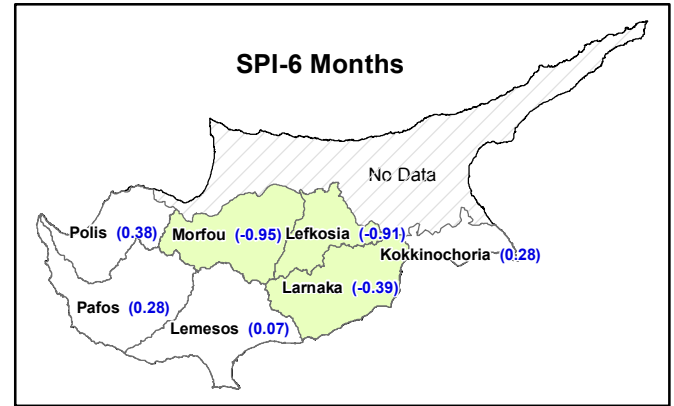 SPI-6 Months
No Data
Polis (0.38)
Morfou (-0.95)
Lefkosia (-0.91)
Kokkinochoria (0.28)
Larnaka (-0.39)
Pafos (0.28)
Lemesos (0.07)